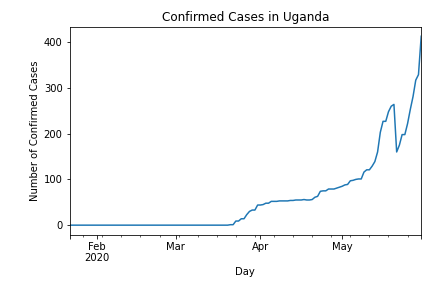 Confirmed Cases in Uganda
Number of Confirmed Cases
400
300
200
100
0
Feb
2020
Mar
Apr
May
Day